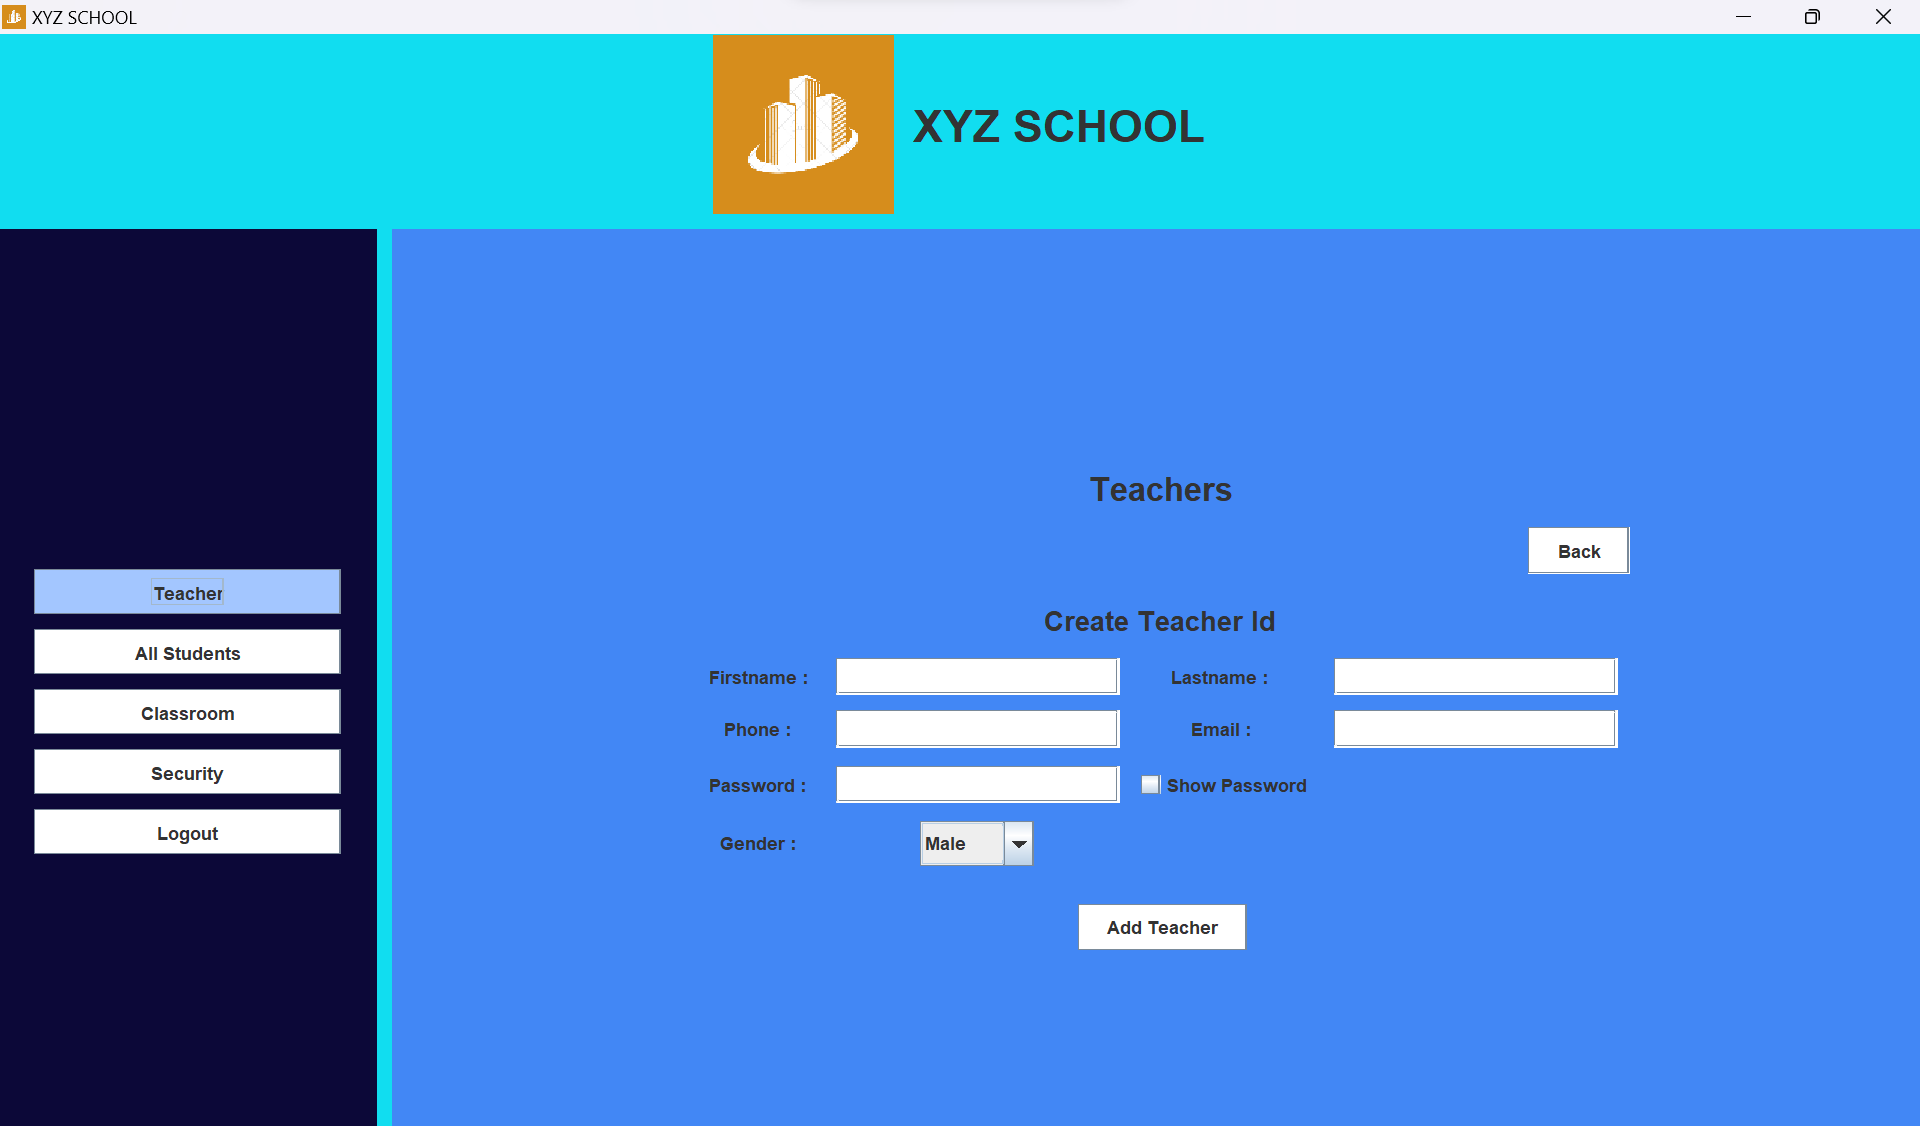 XYZ SCHOOL
XYZ SCHOOL
Teacher
All Students
Classroom
Security
Logout
Teachers
Back
Create Teacher Id
Firstname :
Lastname :
Phone :
Email :
Password :
Show Password
Gender :
Male
Add Teacher